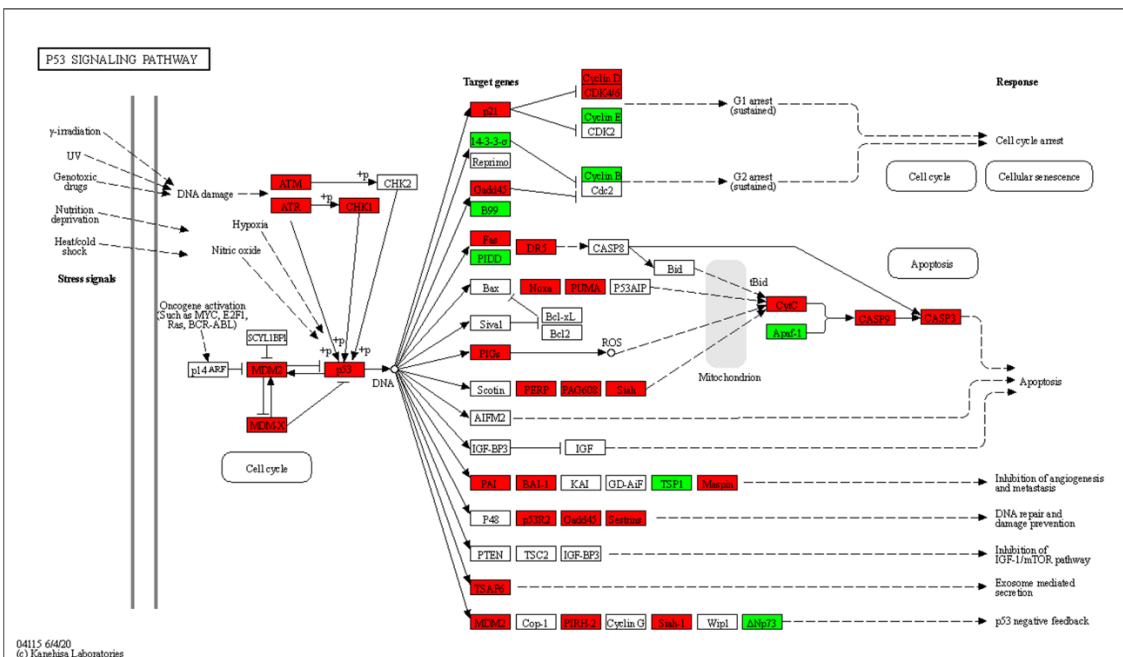 P53 SIGNALING PATHWAY
Target genes
Response
γ-irradiation
UV
Genotoxic
drugs
Nutrition
deprivation
Heat/cold
shock
Stress signals
DNA damage
ATM
+p
CHK2
ATR
+p
CHK1
Hypoxia
Nitric oxide
Oncogene activation
(Such as MYC, E2F1,
Ras, BCR-ABL)
SCYL1BP1
+p
+p
+p
p14 ARF
MDM2
p53
DNA
MDM-X
Cell cycle
p21
Cyclin D
CDK4/6
Cyclin E
CDK2
G1 arrest
(sustained)
14-3-3-σ
Reprimo
Cyclin B
Cdc2
G2 arrest
(sustained)
Gadd45
B99
Cell cycle arrest
Cell cycle
Cellular senescence
Fas
PIDD
DR5
CASP8
Bid
tBid
Apoptosis
Bax
Noxa
PUMA
P53AIP
CytC
Bcl-xL
Bcl2
Sival
Apaf-1
CASP9
CASP3
PIGs
ROS
Mitochondrion
Scotin
PERP
PAG608
Siah
Apoptosis
AIFM2
IGF-BP3
IGF
PAI
BAI-1
KAI
GD-AiF
TSP1
Maspin
Inhibition of angiogenesis
and metastasis
P48
p53R2
Gadd45
Sestrins
DNA repair and
damage prevention
PTEN
TSC2
IGF-BP3
Inhibition of
IGF-1/mTOR pathway
TSAP6
Exosome mediated
secretion
MDM2
Cop-1
PIRH-2
Cyclin G
Siah-1
Wip1
ΔNp73
p53 negative feedback
04115 6/4/20
(c) Kanehisa Laboratories